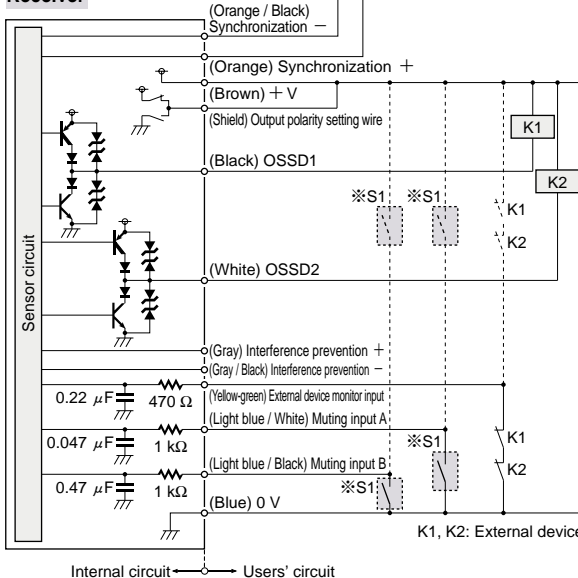 Receiver
(Orange / Black)
Synchronization −
(Orange) Synchronization +
(Brown) + V
(Shield) Output polarity setting wire
K1
(Black) OSSD1
K2
※S1 ※S1
K1
K2
Sensor circuit
(White) OSSD2
(Gray) Interference prevention +
(Gray / Black) Interference prevention −
0.22 μF 470 Ω
(Yellow-green) External device monitor input
(Light blue / White) Muting input A
0.047 μF 1 kΩ
※S1
K1
K2
(Light blue / Black) Muting input B
0.47 μF 1 kΩ
※S1
(Blue) 0 V
K1, K2: External device
Internal circuit Users' circuit